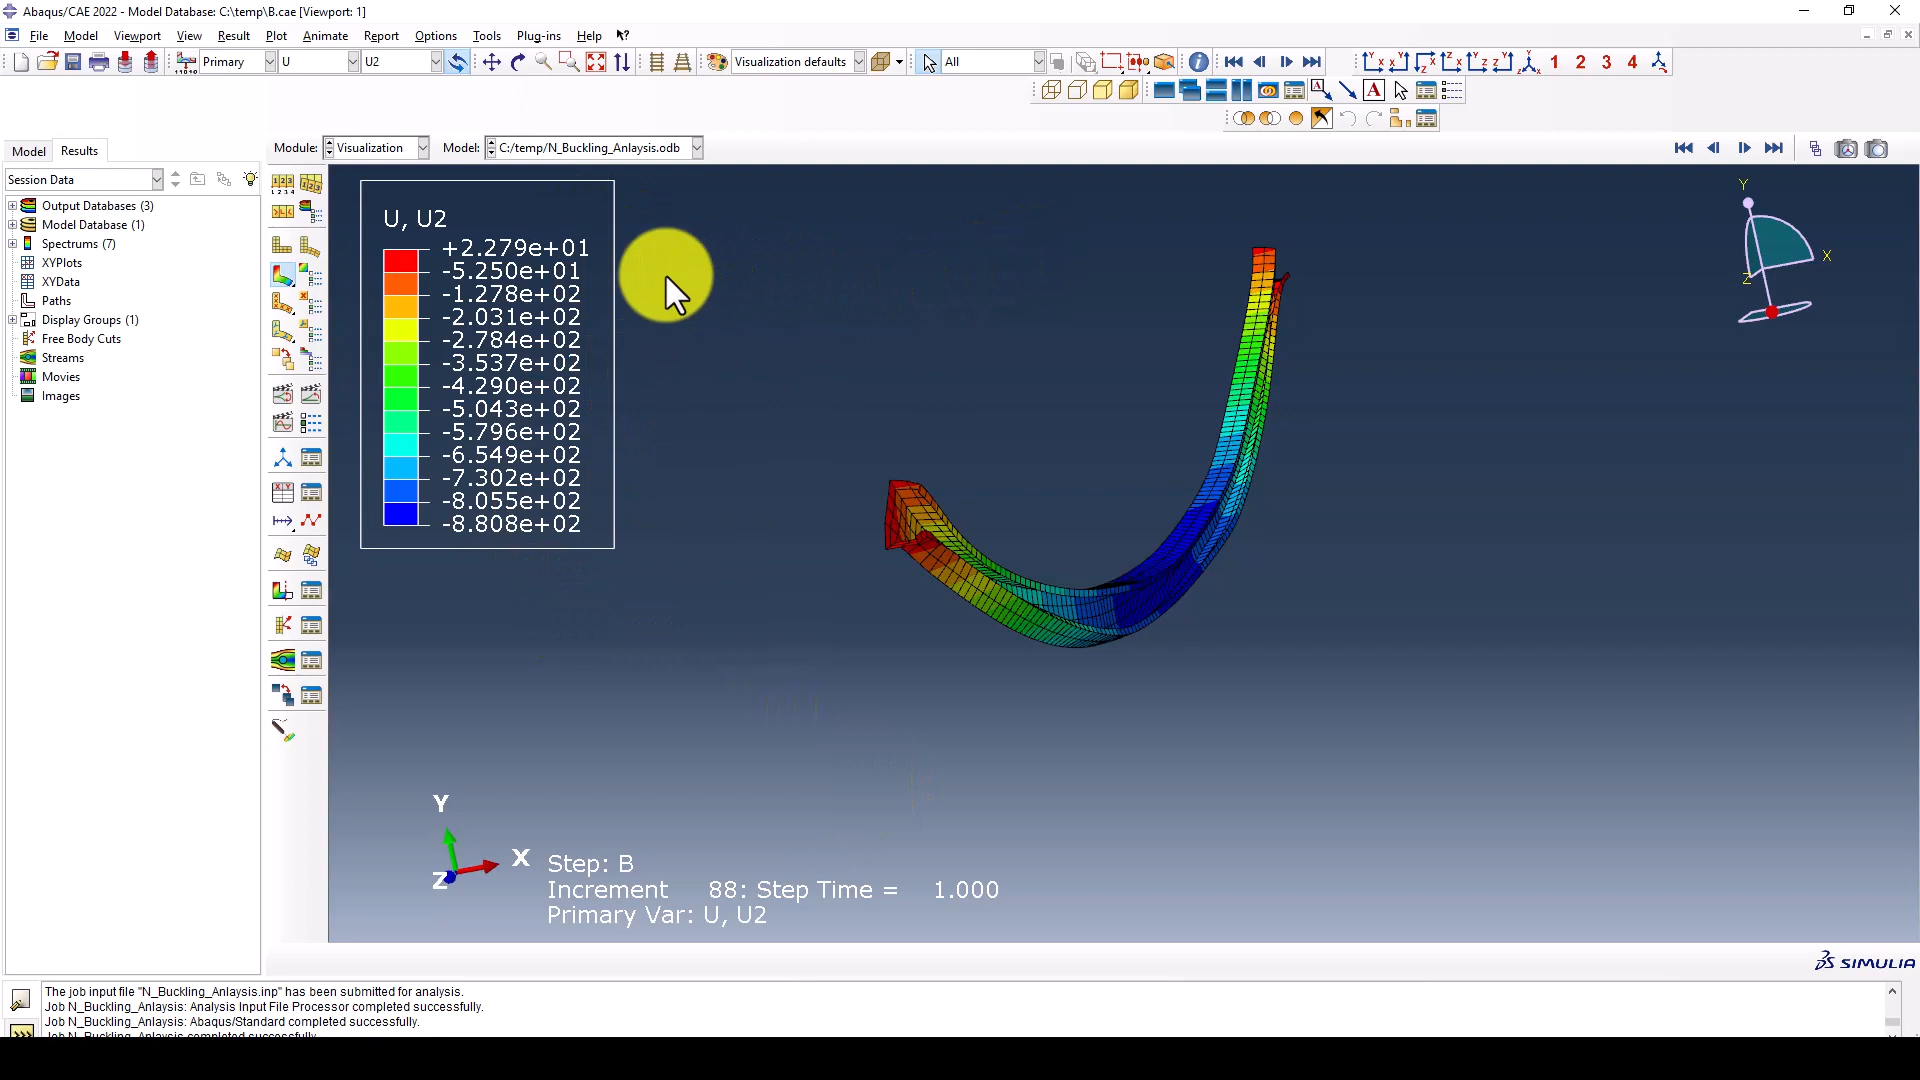 Abaqus/CAE 2022 - Model Database: C:\temp\B.cae [Viewport: 1]
File Model Viewport View Result Plot Animate Report Options Tools Plug-ins Help
Primary U U2 Visualization defaults All 1 2 3 4
Model Results Module: Visualization Model: C:/temp/N_Buckling_Anlaysis.odb
Session Data
Output Databases (3)
Model Database (1)
Spectrums (7)
XYPlots
XYData
Paths
Display Groups (1)
Free Body Cuts
Streams
Movies
Images
U, U2
+2.279e+01
-5.250e+01
-1.278e+02
-2.031e+02
-2.784e+02
-3.537e+02
-4.290e+02
-5.043e+02
-5.796e+02
-6.549e+02
-7.302e+02
-8.055e+02
-8.808e+02
Y
X
Z
Y
X
Z
Step: B
Increment 88: Step Time = 1.000
Primary Var: U, U2
SIMULIA
The job input file "N_Buckling_Anlaysis.inp" has been submitted for analysis.
Job N_Buckling_Anlaysis: Analysis Input File Processor completed successfully.
Job N_Buckling_Anlaysis: Abaqus/Standard completed successfully.
Job N_Buckling_Anlaysis completed successfully.